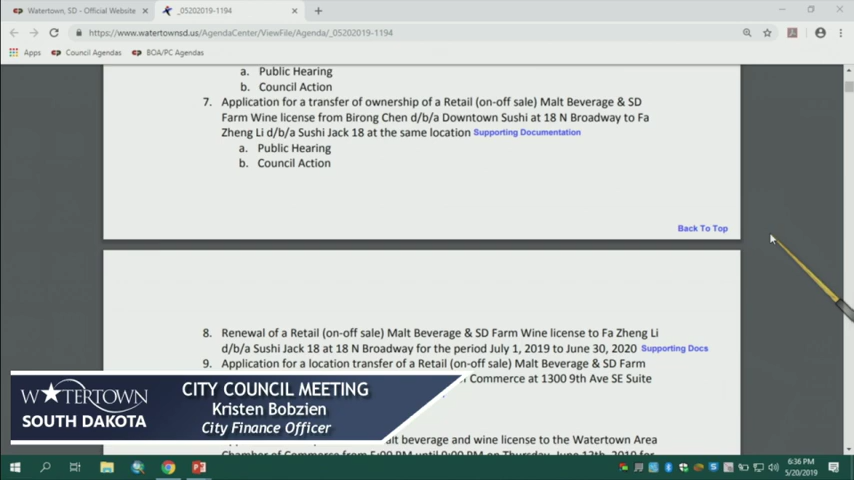 Watertown, SD - Official Website
_05202019-1194
https://www.watertownsd.us/AgendaCenter/ViewFile/Agenda/_05202019-1194
Apps
Council Agendas
BOA/PC Agendas
a. Public Hearing
b. Council Action
7. Application for a transfer of ownership of a Retail (on-off sale) Malt Beverage & SD
Farm Wine license from Birong Chen d/b/a Downtown Sushi at 18 N Broadway to Fa
Zheng Li d/b/a Sushi Jack 18 at the same location Supporting Documentation
a. Public Hearing
b. Council Action
Back To Top
8. Renewal of a Retail (on-off sale) Malt Beverage & SD Farm Wine license to Fa Zheng Li
d/b/a Sushi Jack 18 at 18 N Broadway for the period July 1, 2019 to June 30, 2020 Supporting Docs
9. Application for a location transfer of a Retail (on-off sale) Malt Beverage & SD Farm
Commerce at 1300 9th Ave SE Suite
beverage and wine license to the Watertown Area
Chamber of Commerce from 5:00 PM until 9:00 PM on Thursday, June 13th, 2019 for
WATERTOWN
SOUTH DAKOTA
CITY COUNCIL MEETING
Kristen Bobzien
City Finance Officer
6:36 PM
5/20/2019